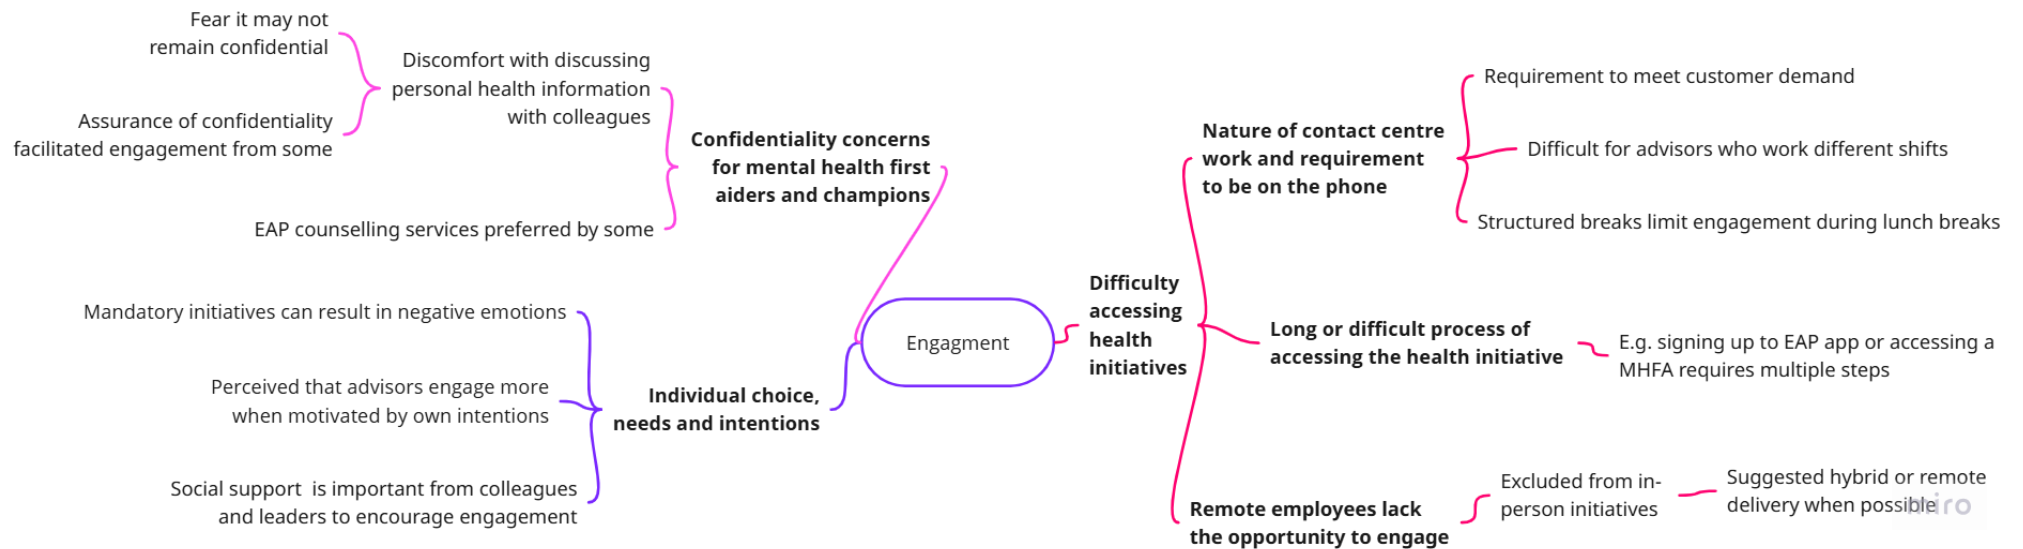 Fear it may not
remain confidential
Assurance of confidentiality
facilitated engagement from some
Discomfort with discussing
personal health information
with colleagues
EAP counselling services preferred by some
Confidentiality concerns
for mental health first
aiders and champions
Mandatory initiatives can result in negative emotions
Perceived that advisors engage more
when motivated by own intentions
Social support  is important from colleagues
and leaders to encourage engagement
Individual choice,
needs and intentions
Engagment
Difficulty
accessing
health
initiatives
Nature of contact centre
work and requirement
to be on the phone
Requirement to meet customer demand
Difficult for advisors who work different shifts
Structured breaks limit engagement during lunch breaks
Long or difficult process of
accessing the health initiative
E.g. signing up to EAP app or accessing a
MHFA requires multiple steps
Remote employees lack
the opportunity to engage
Excluded from in-
person initiatives
Suggested hybrid or remote
delivery when possible
miro